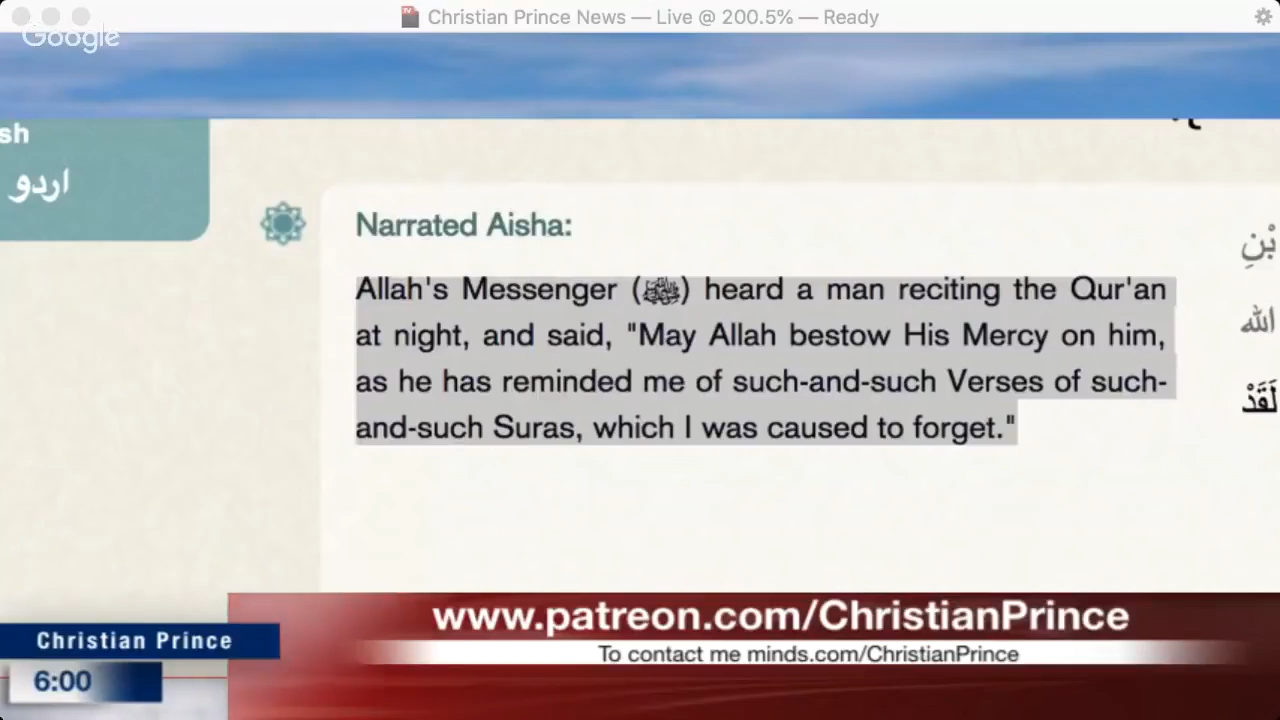 Christian Prince News — Live @ 200.5% — Ready
Google
sh
اردو
Narrated Aisha:
Allah's Messenger (ﷺ) heard a man reciting the Qur'an
at night, and said, "May Allah bestow His Mercy on him,
as he has reminded me of such-and-such Verses of such-
and-such Suras, which I was caused to forget."
بْنِ
الله
لَقَدْ
www.patreon.com/ChristianPrince
To contact me minds.com/ChristianPrince
Christian Prince
6:00